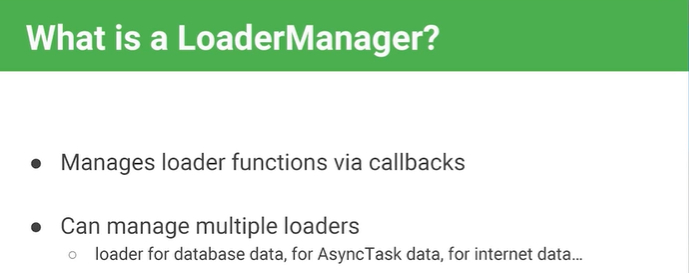 What is a LoaderManager?
● Manages loader functions via callbacks
● Can manage multiple loaders
○ loader for database data, for AsyncTask data, for internet data...